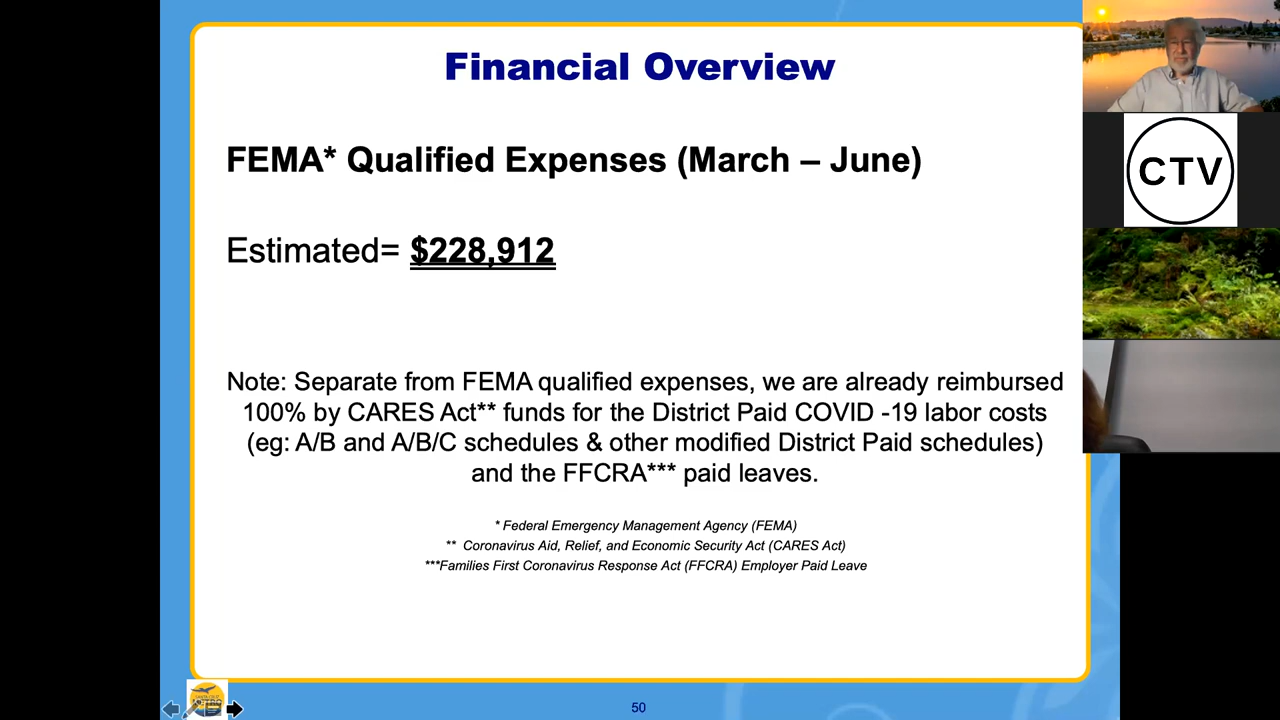 Financial Overview
FEMA* Qualified Expenses (March – June)
Estimated= $228,912
Note: Separate from FEMA qualified expenses, we are already reimbursed
100% by CARES Act** funds for the District Paid COVID -19 labor costs
(eg: A/B and A/B/C schedules & other modified District Paid schedules)
and the FFCRA*** paid leaves.
* Federal Emergency Management Agency (FEMA)
** Coronavirus Aid, Relief, and Economic Security Act (CARES Act)
***Families First Coronavirus Response Act (FFCRA) Employer Paid Leave
50
CTV